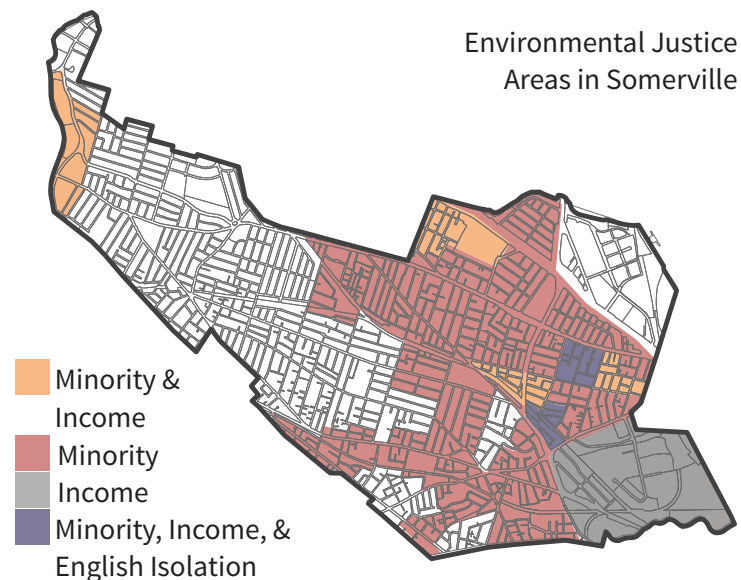 Environmental Justice
Areas in Somerville
Minority &
Income
Minority
Income
Minority, Income, &
English Isolation